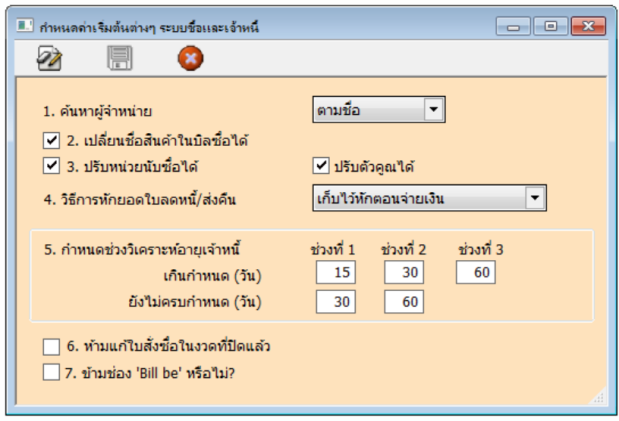 กำหนดค่าเริ่มต้นต่างๆ ระบบซื้อและเจ้าหนี้
1. ค้นหาผู้จำหน่าย ตามชื่อ
2. เปลี่ยนชื่อสินค้าในบิลซื้อได้
3. ปรับหน่วยนับซื้อได้ ปรับตัวคูณได้
4. วิธีการหักยอดใบลดหนี้/ส่งคืน เก็บไว้หักตอนจ่ายเงิน
5. กำหนดช่วงวิเคราะห์อายุเจ้าหนี้ ช่วงที่ 1 ช่วงที่ 2 ช่วงที่ 3
เกินกำหนด (วัน) 15 30 60
ยังไม่ครบกำหนด (วัน) 30 60
6. ห้ามแก้ใบสั่งซื้อในงวดที่ปิดแล้ว
7. ข้ามช่อง 'Bill be' หรือไม่?